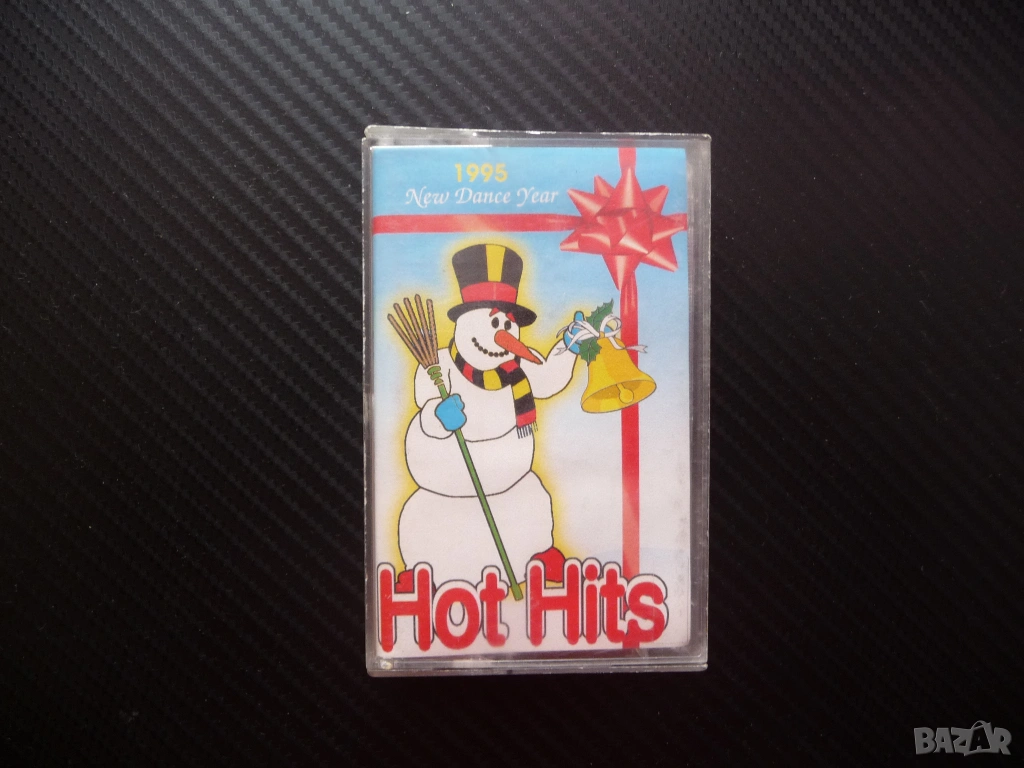 1995
New Dance Year
Hot Hits
BAZAR